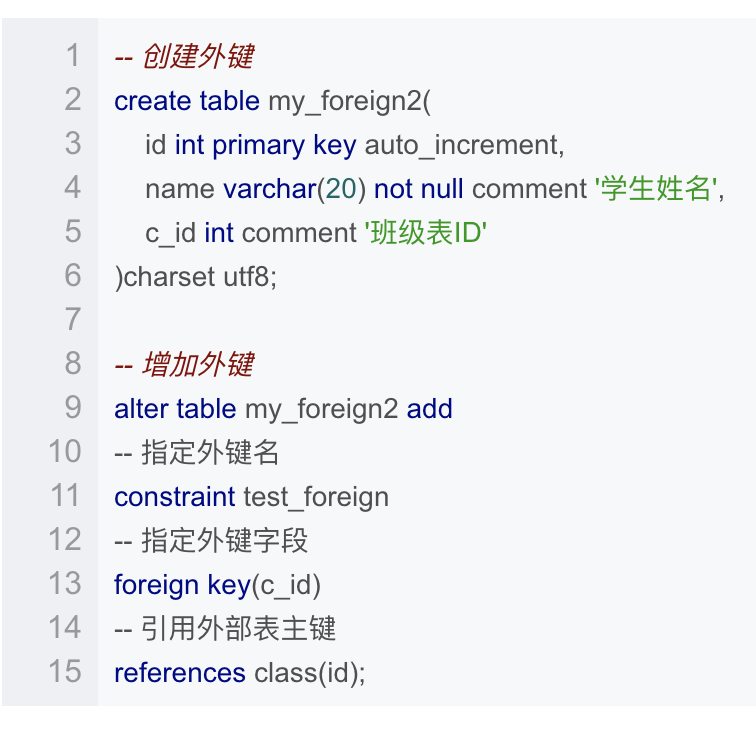 1 -- 创建外键
2 create table my_foreign2(
3 id int primary key auto_increment,
4 name varchar(20) not null comment '学生姓名',
5 c_id int comment '班级表ID'
6 )charset utf8;
7
8 -- 增加外键
9 alter table my_foreign2 add
10 -- 指定外键名
11 constraint test_foreign
12 -- 指定外键字段
13 foreign key(c_id)
14 -- 引用外部表主键
15 references class(id);